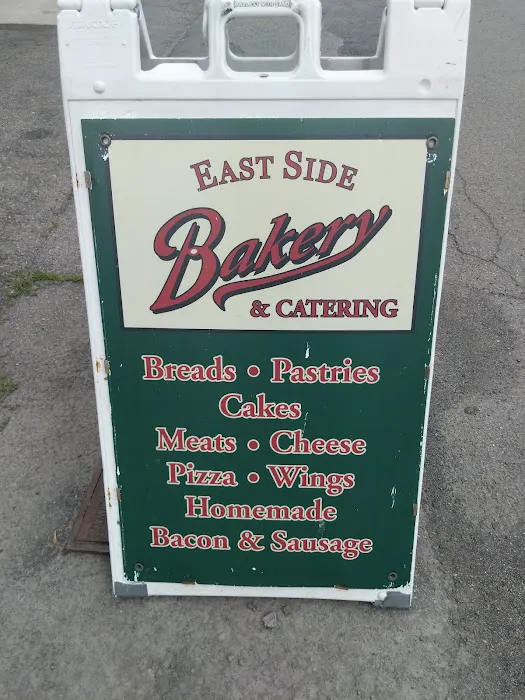 EAST SIDE
Bakery
& CATERING
Breads • Pastries
Cakes
Meats • Cheese
Pizza • Wings
Homemade
Bacon & Sausage